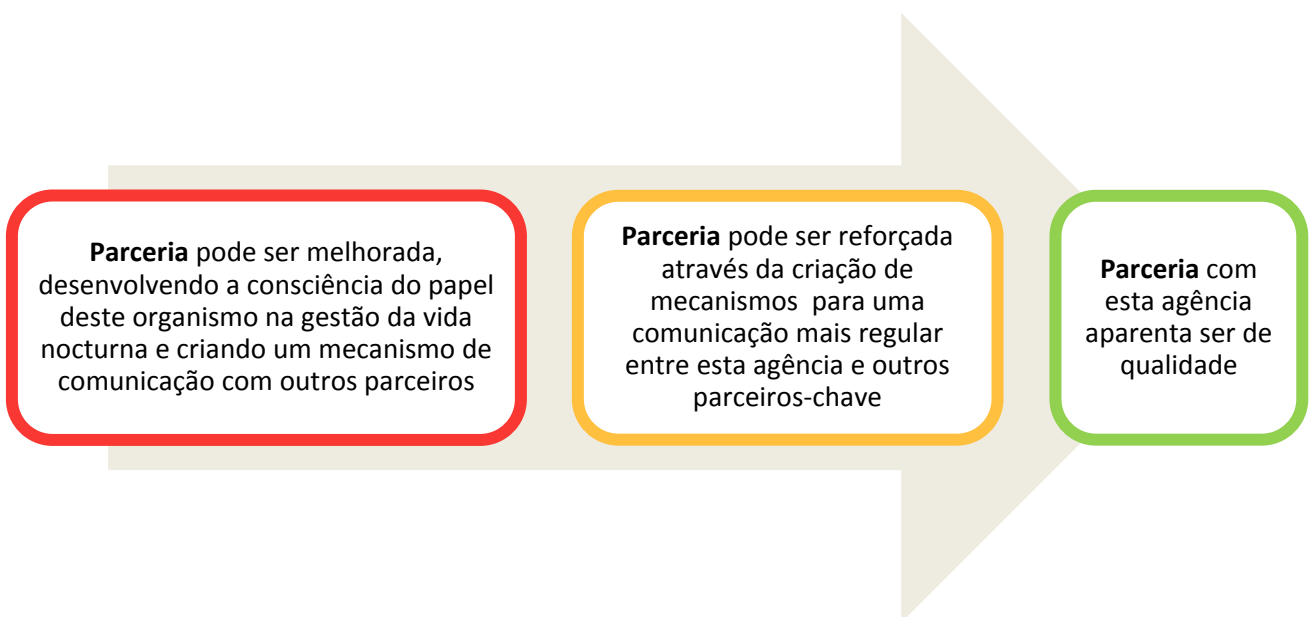 Parceria pode ser melhorada,
desenvolvendo a consciência do papel
deste organismo na gestão da vida
nocturna e criando um mecanismo de
comunicação com outros parceiros
Parceria pode ser reforçada
através da criação de
mecanismos  para uma
comunicação mais regular
entre esta agência e outros
parceiros-chave
Parceria com
esta agência
aparenta ser de
qualidade